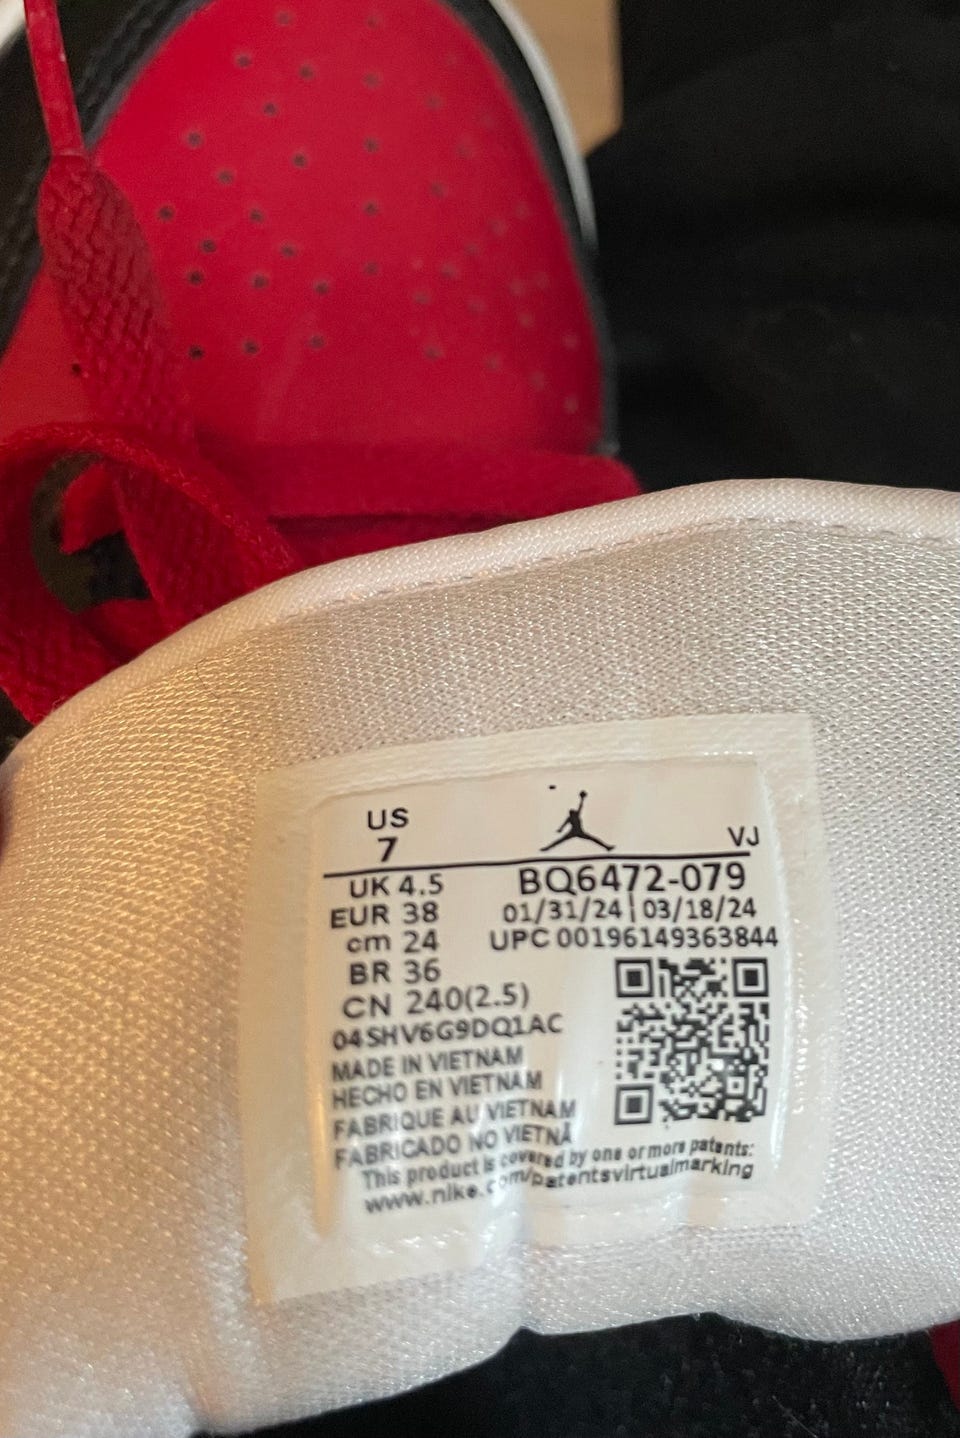 US
7
VJ
UK 4.5
EUR 38
cm 24
BR 36
CN 240(2.5)
BQ6472-079
01/31/24|03/18/24
UPC 00196149363844
04SHV6G9DQ1AC
MADE IN VIETNAM
HECHO EN VIETNAM
FABRIQUE AU VIETNAM
FABRICADO NO VIETNÃ
This product is covered by one or more patents:
www.nike.com/patentsvirtualmarking